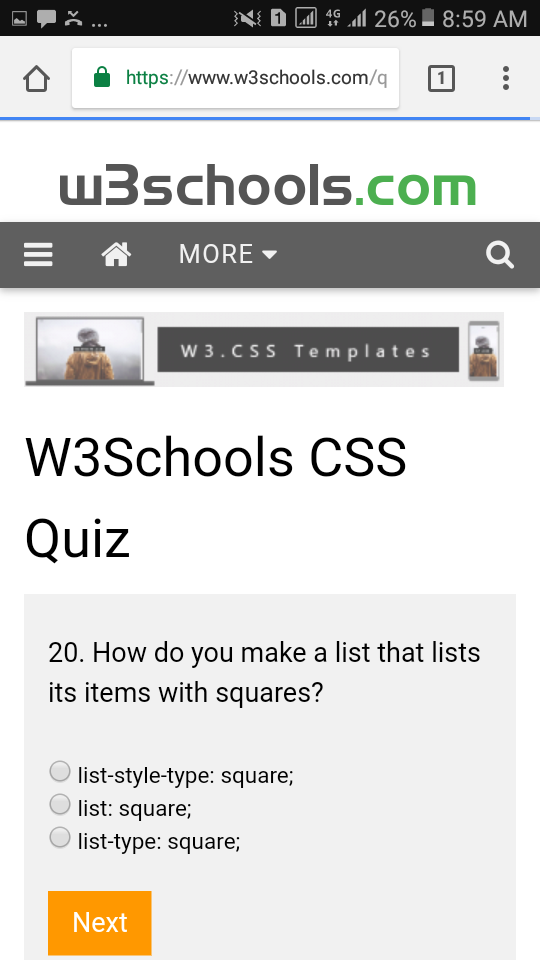 ... 1 4G 26% 8:59 AM
https://www.w3schools.com/q 1
w3schools.com
MORE
W3.CSS Templates
W3Schools CSS
Quiz
20. How do you make a list that lists
its items with squares?
list-style-type: square;
list: square;
list-type: square;
Next